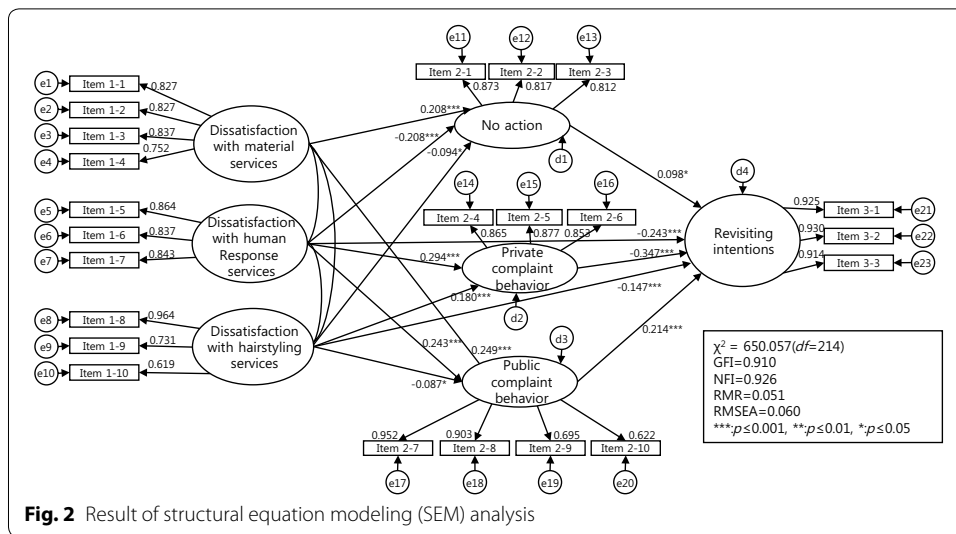 e11
e12
e13
Item 2-1
Item 2-2
Item 2-3
0.873
0.817
0.812
e1
Item 1-1
0.827
e2
Item 1-2
0.827
e3
Item 1-3
0.837
e4
Item 1-4
0.752
Dissatisfaction
with material
services
0.208***
-0.208***
-0.094*
No action
d1
0.098*
d4
e14
e15
e16
Item 2-4
Item 2-5
Item 2-6
0.865
0.877
0.853
e5
Item 1-5
0.864
e6
Item 1-6
0.837
e7
Item 1-7
0.843
Dissatisfaction
with human
Response
services
0.294***
0.180***
Private
complaint
behavior
d2
-0.243***
-0.347***
-0.147***
0.214***
Revisiting
intentions
0.925
Item 3-1
e21
0.930
Item 3-2
e22
0.914
Item 3-3
e23
e8
Item 1-8
0.964
e9
Item 1-9
0.731
e10
Item 1-10
0.619
Dissatisfaction
with hairstyling
services
0.243***
0.249***
-0.087*
d3
Public
complaint
behavior
0.952
0.903
0.695
0.622
Item 2-7
Item 2-8
Item 2-9
Item 2-10
e17
e18
e19
e20
χ² = 650.057(df=214)
GFI=0.910
NFI=0.926
RMR=0.051
RMSEA=0.060
***:p≤0.001, **:p≤0.01, *:p≤0.05
Fig. 2 Result of structural equation modeling (SEM) analysis